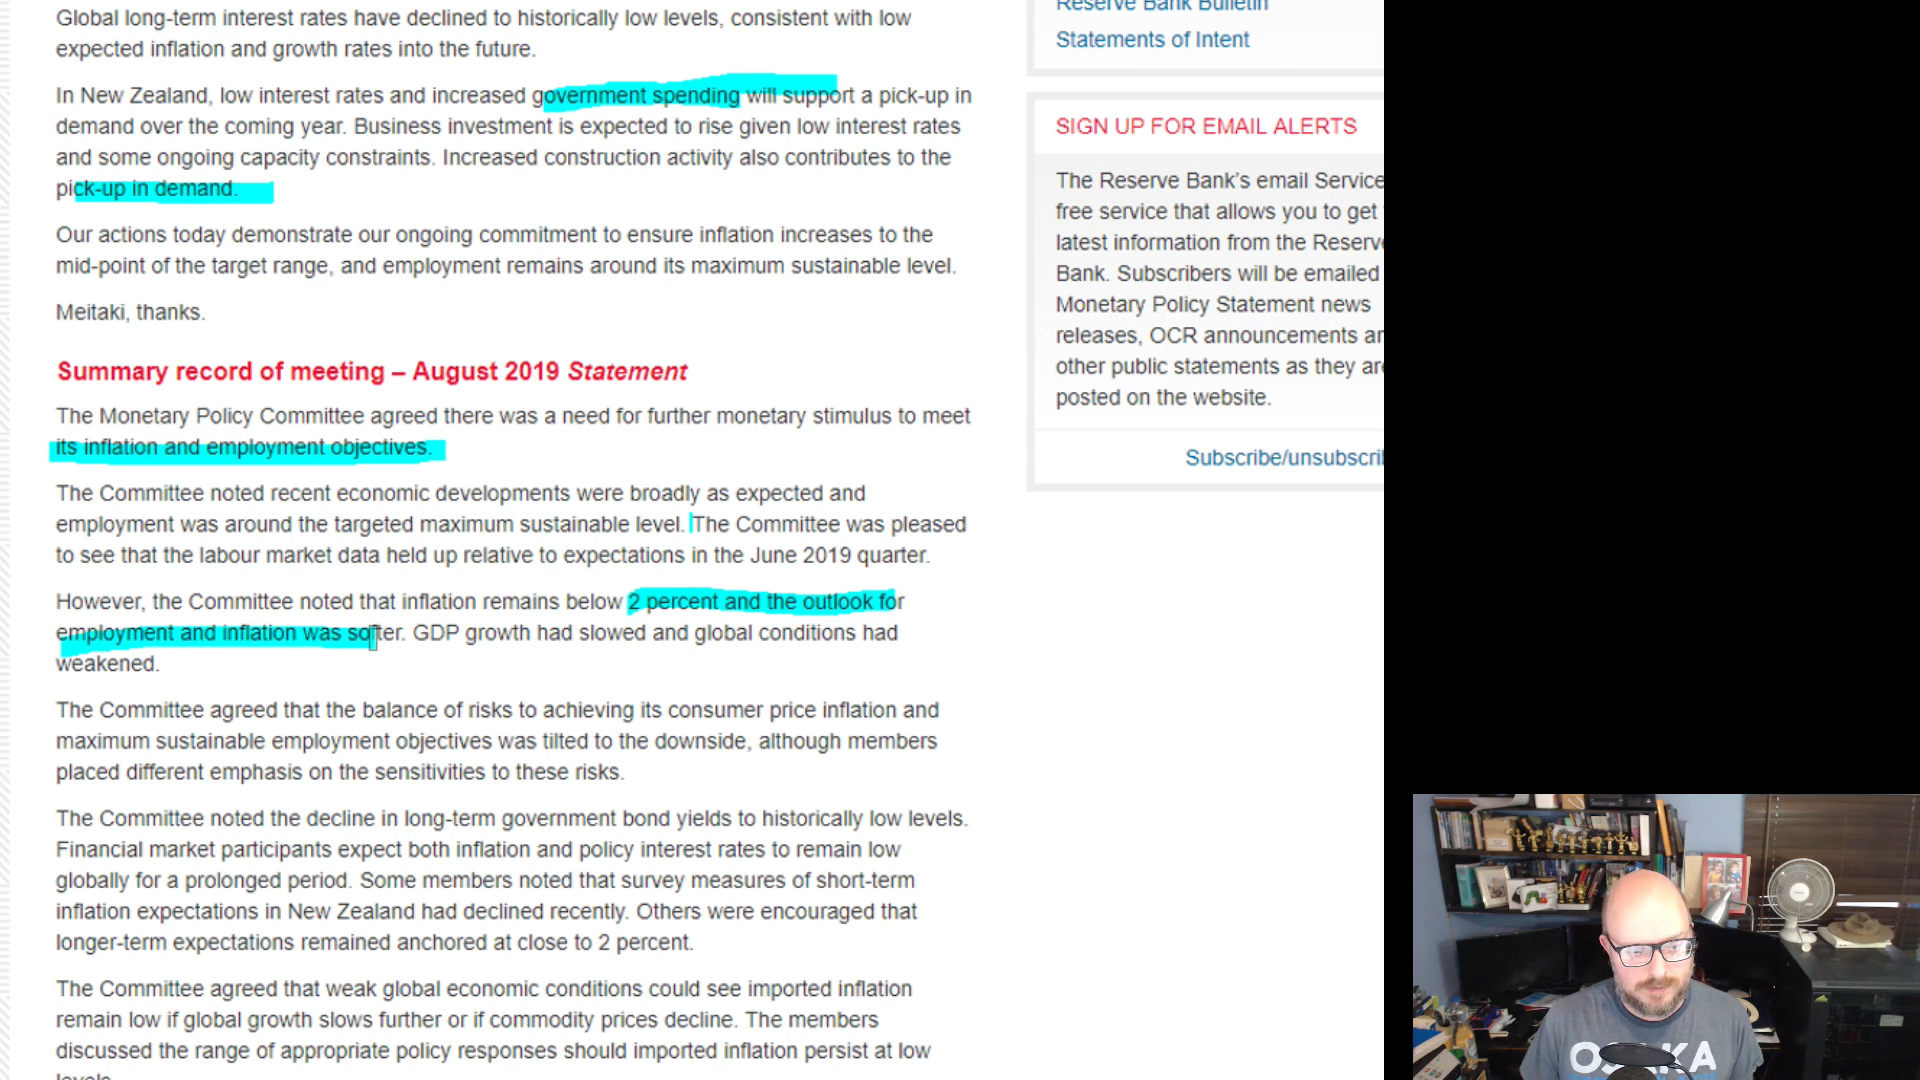 Global long-term interest rates have declined to historically low levels, consistent with low
expected inflation and growth rates into the future.
In New Zealand, low interest rates and increased government spending will support a pick-up in
demand over the coming year. Business investment is expected to rise given low interest rates
and some ongoing capacity constraints. Increased construction activity also contributes to the
pick-up in demand.
Our actions today demonstrate our ongoing commitment to ensure inflation increases to the
mid-point of the target range, and employment remains around its maximum sustainable level.
Meitaki, thanks.
Summary record of meeting – August 2019 Statement
The Monetary Policy Committee agreed there was a need for further monetary stimulus to meet
its inflation and employment objectives.
The Committee noted recent economic developments were broadly as expected and
employment was around the targeted maximum sustainable level. The Committee was pleased
to see that the labour market data held up relative to expectations in the June 2019 quarter.
However, the Committee noted that inflation remains below 2 percent and the outlook for
employment and inflation was softer. GDP growth had slowed and global conditions had
weakened.
The Committee agreed that the balance of risks to achieving its consumer price inflation and
maximum sustainable employment objectives was tilted to the downside, although members
placed different emphasis on the sensitivities to these risks.
The Committee noted the decline in long-term government bond yields to historically low levels.
Financial market participants expect both inflation and policy interest rates to remain low
globally for a prolonged period. Some members noted that survey measures of short-term
inflation expectations in New Zealand had declined recently. Others were encouraged that
longer-term expectations remained anchored at close to 2 percent.
The Committee agreed that weak global economic conditions could see imported inflation
remain low if global growth slows further or if commodity prices decline. The members
discussed the range of appropriate policy responses should imported inflation persist at low
levels
Reserve Bank Bulletin
Statements of Intent
SIGN UP FOR EMAIL ALERTS
The Reserve Bank's email Service
free service that allows you to get
latest information from the Reserv
Bank. Subscribers will be emailed
Monetary Policy Statement news
releases, OCR announcements an
other public statements as they are
posted on the website.
Subscribe/unsubscri
OSAKA